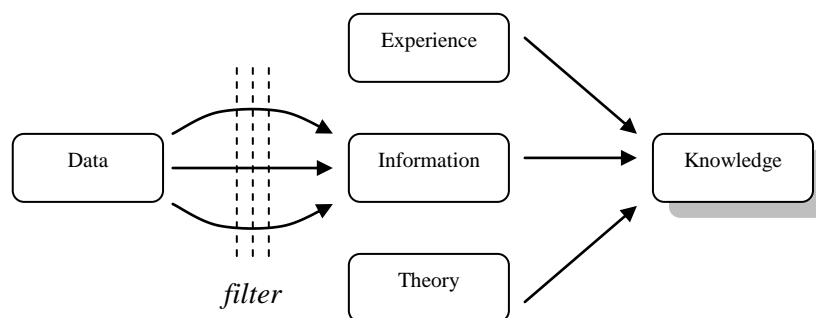 Experience
Data
Information
Knowledge
filter
Theory